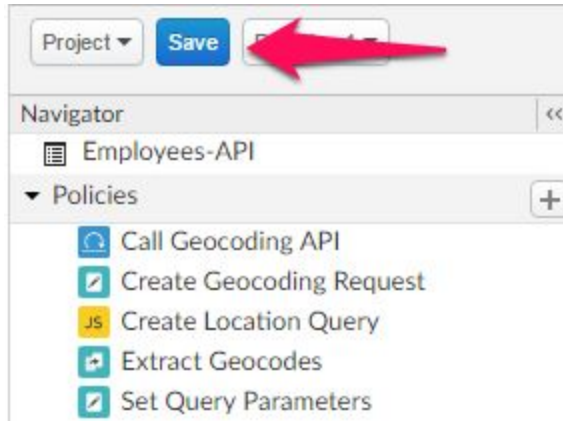 Project Save
Navigator <<
Employees-API
Policies +
Call Geocoding API
Create Geocoding Request
JS Create Location Query
Extract Geocodes
Set Query Parameters